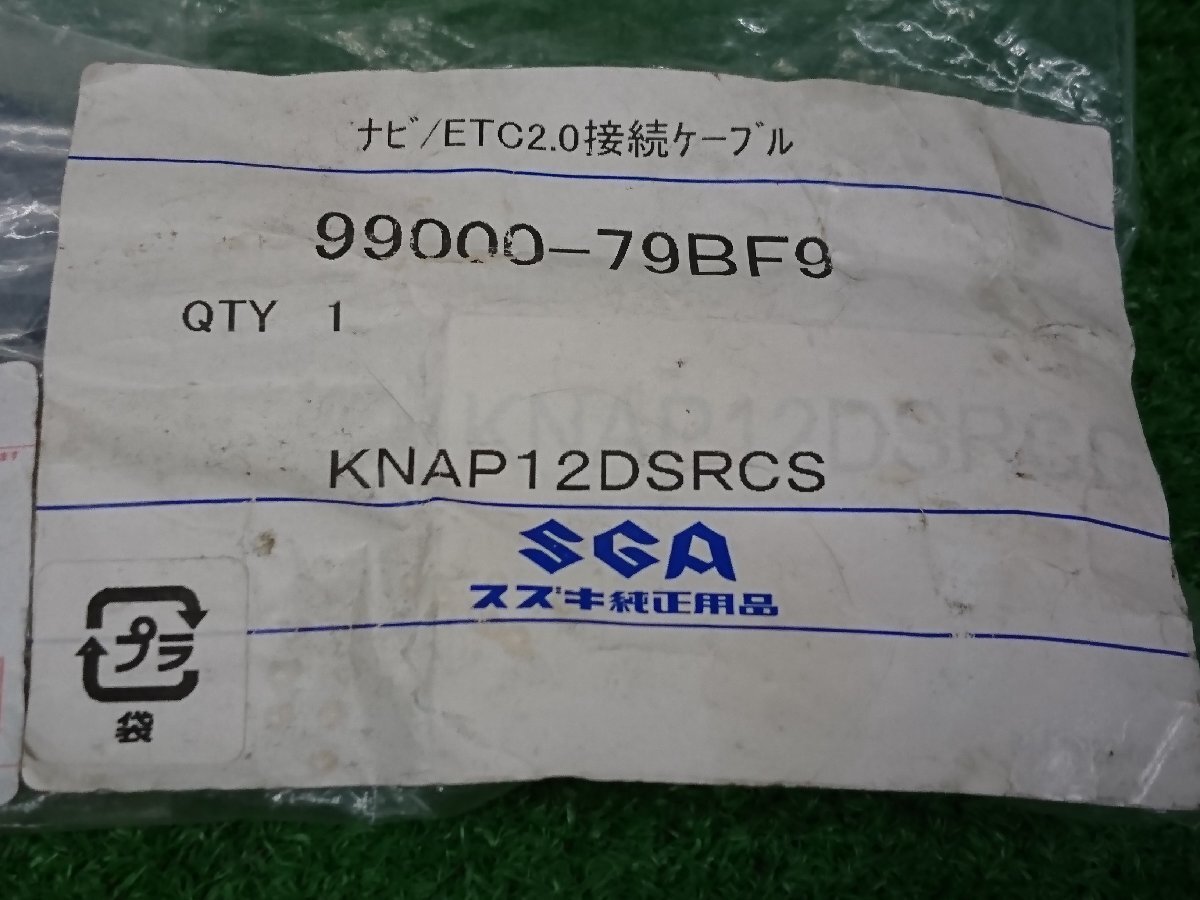 ナビ/ETC2.0接続ケーブル
99000-79BF9
QTY 1
KNAP12DSRCS
SGA
スズキ純正用品
プラ
袋